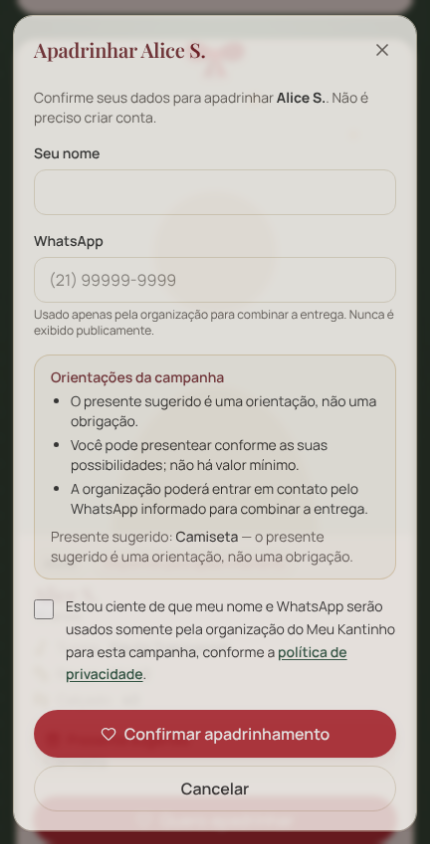 Apadrinhar Alice S.
Confirme seus dados para apadrinhar Alice S.. Não é
preciso criar conta.
Seu nome
WhatsApp
(21) 99999-9999
Usado apenas pela organização para combinar a entrega. Nunca é
exibido publicamente.
Orientações da campanha
• O presente sugerido é uma orientação, não uma
obrigação.
• Você pode presentear conforme as suas
possibilidades; não há valor mínimo.
• A organização poderá entrar em contato pelo
WhatsApp informado para combinar a entrega.
Presente sugerido: Camiseta — o presente
sugerido é uma orientação, não uma obrigação.
Estou ciente de que meu nome e WhatsApp serão
usados somente pela organização do Meu Kantinho
para esta campanha, conforme a política de
privacidade.
Confirmar apadrinhamento
Cancelar